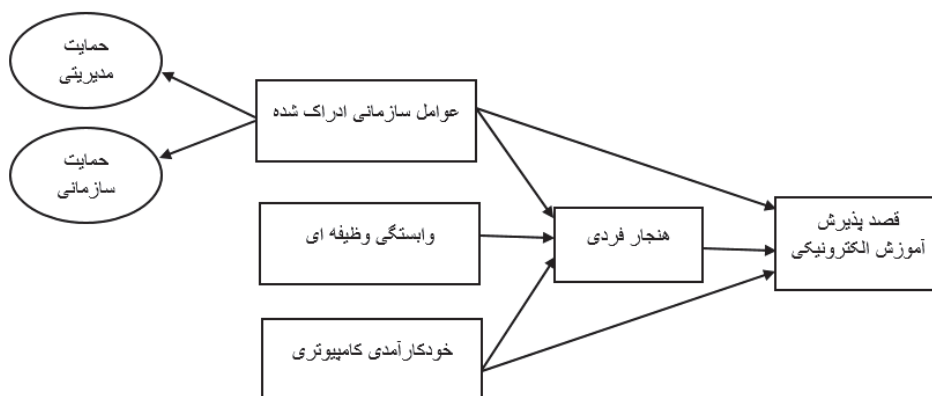 حمایت
مدیریتی
عوامل سازمانی ادراک شده
حمایت
سازمانی
وابستگی وظیفه ای
هنجار فردی
قصد پذیرش
آموزش الکترونیکی
خودکارآمدی کامپیوتری